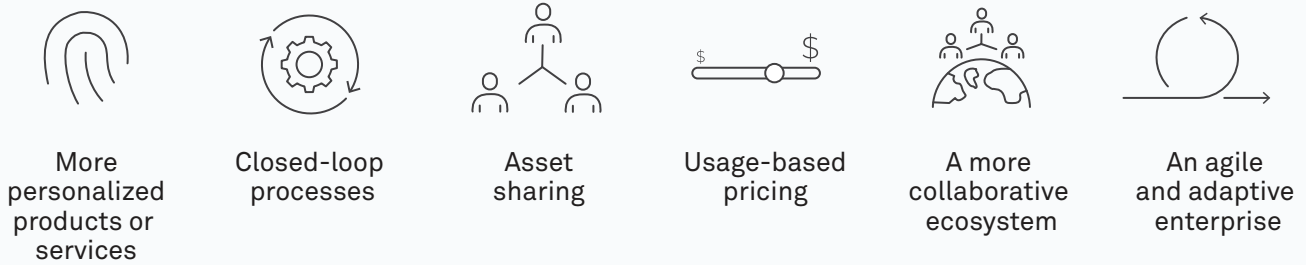 $
$
More
personalized
products or
services
Closed-loop
processes
Asset
sharing
Usage-based
pricing
A more
collaborative
ecosystem
An agile
and adaptive
enterprise